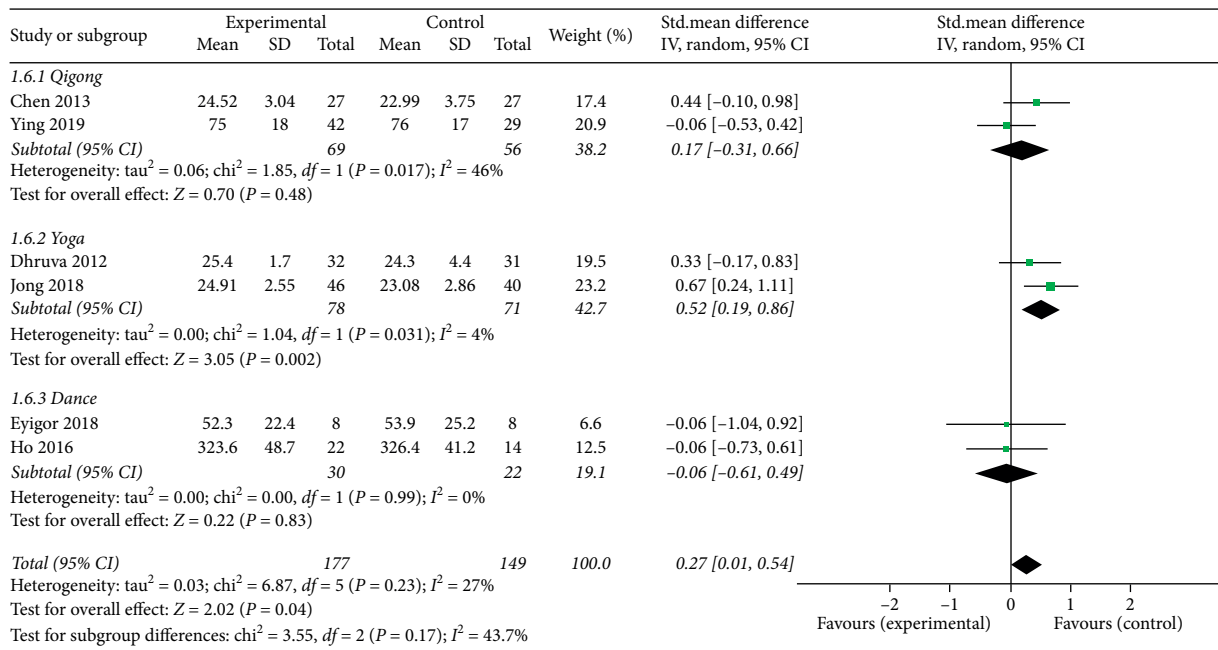 Study or subgroup Experimental Control Weight (%) Std.mean difference Std.mean difference
Mean SD Total Mean SD Total IV, random, 95% CI IV, random, 95% CI
1.6.1 Qigong
Chen 2013 24.52 3.04 27 22.99 3.75 27 17.4 0.44 [–0.10, 0.98]
Ying 2019 75 18 42 76 17 29 20.9 –0.06 [–0.53, 0.42]
Subtotal (95% CI) 69 56 38.2 0.17 [–0.31, 0.66]
Heterogeneity: tau² = 0.06; chi² = 1.85, df = 1 (P = 0.017); I² = 46%
Test for overall effect: Z = 0.70 (P = 0.48)
1.6.2 Yoga
Dhruva 2012 25.4 1.7 32 24.3 4.4 31 19.5 0.33 [–0.17, 0.83]
Jong 2018 24.91 2.55 46 23.08 2.86 40 23.2 0.67 [0.24, 1.11]
Subtotal (95% CI) 78 71 42.7 0.52 [0.19, 0.86]
Heterogeneity: tau² = 0.00; chi² = 1.04, df = 1 (P = 0.031); I² = 4%
Test for overall effect: Z = 3.05 (P = 0.002)
1.6.3 Dance
Eyigor 2018 52.3 22.4 8 53.9 25.2 8 6.6 –0.06 [–1.04, 0.92]
Ho 2016 323.6 48.7 22 326.4 41.2 14 12.5 –0.06 [–0.73, 0.61]
Subtotal (95% CI) 30 22 19.1 –0.06 [–0.61, 0.49]
Heterogeneity: tau² = 0.00; chi² = 0.00, df = 1 (P = 0.99); I² = 0%
Test for overall effect: Z = 0.22 (P = 0.83)
Total (95% CI) 177 149 100.0 0.27 [0.01, 0.54]
Heterogeneity: tau² = 0.03; chi² = 6.87, df = 5 (P = 0.23); I² = 27%
Test for overall effect: Z = 2.02 (P = 0.04)
Test for subgroup differences: chi² = 3.55, df = 2 (P = 0.17); I² = 43.7%
–2 –1 0 1 2
Favours (experimental) Favours (control)